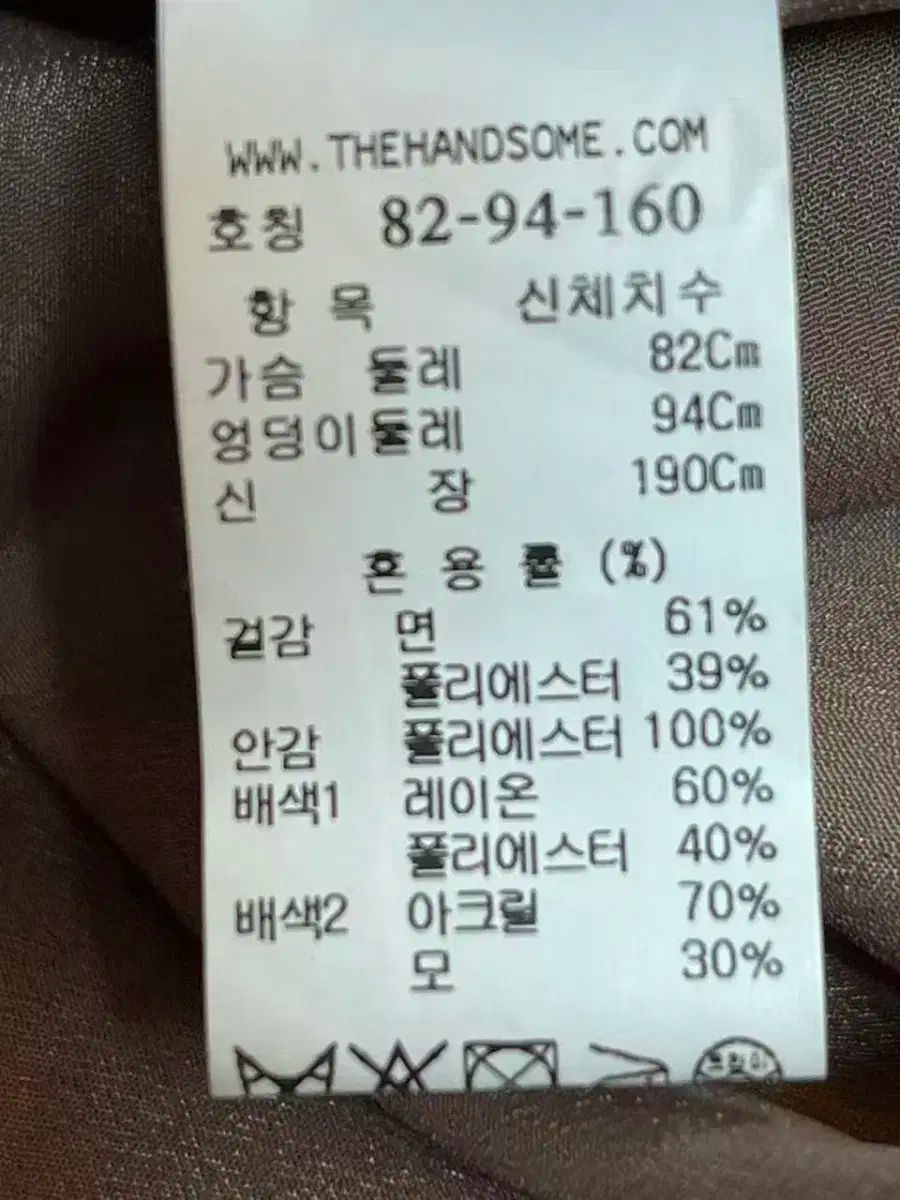 WWW.THEHANDSOME.COM
호칭 82-94-160
항 목 신체치수
가슴 둘레 82Cm
엉덩이둘레 94Cm
신 장 190Cm
혼 용 률 (%)
겉감 면 61%
폴리에스터 39%
안감 폴리에스터 100%
배색1 레이온 60%
폴리에스터 40%
배색2 아크릴 70%
모 30%
드라이